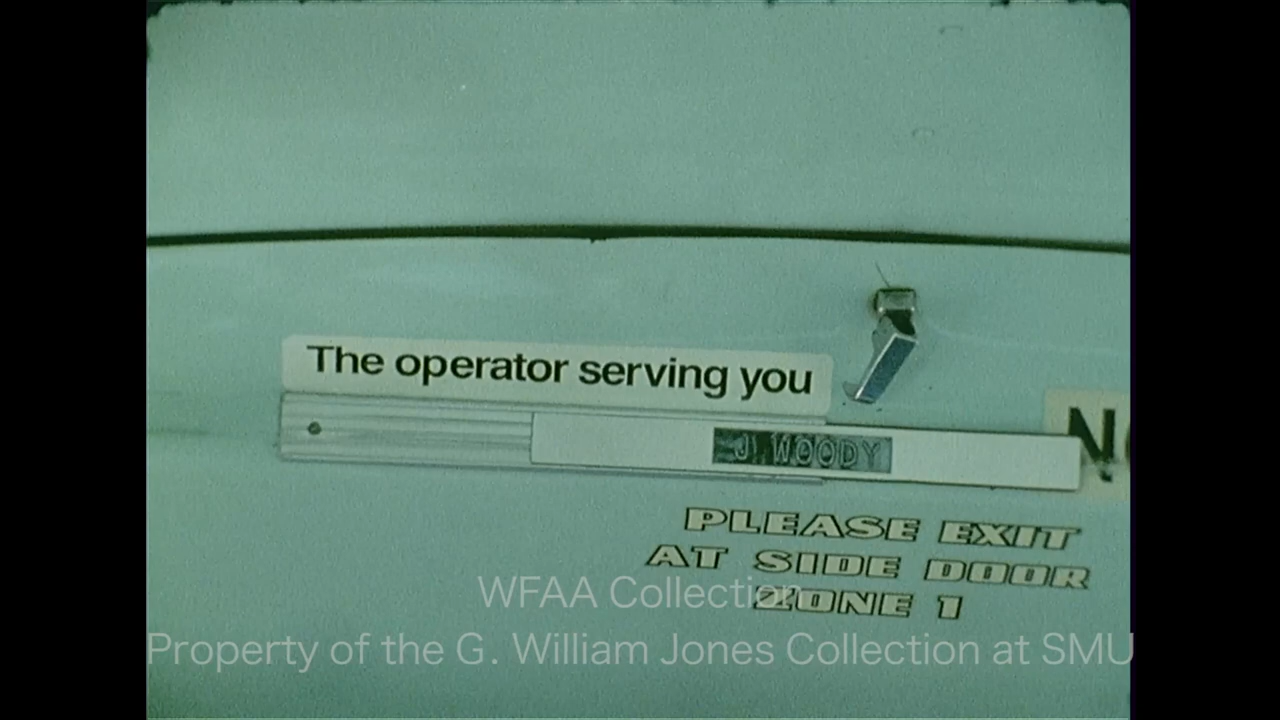 The operator serving you
J. WOODY
PLEASE EXIT
AT SIDE DOOR
ZONE 1
WFAA Collection
Property of the G. William Jones Collection at SMU